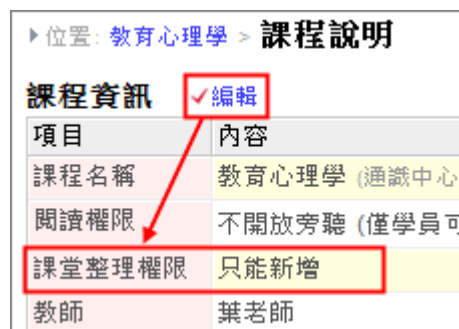 位置: 教育心理學 > 課程說明
課程資訊 編輯
項目 內容
課程名稱 教育心理學 (通識中心
閱讀權限 不開放旁聽 (僅學員可
課堂整理權限 只能新增
教師 葉老師